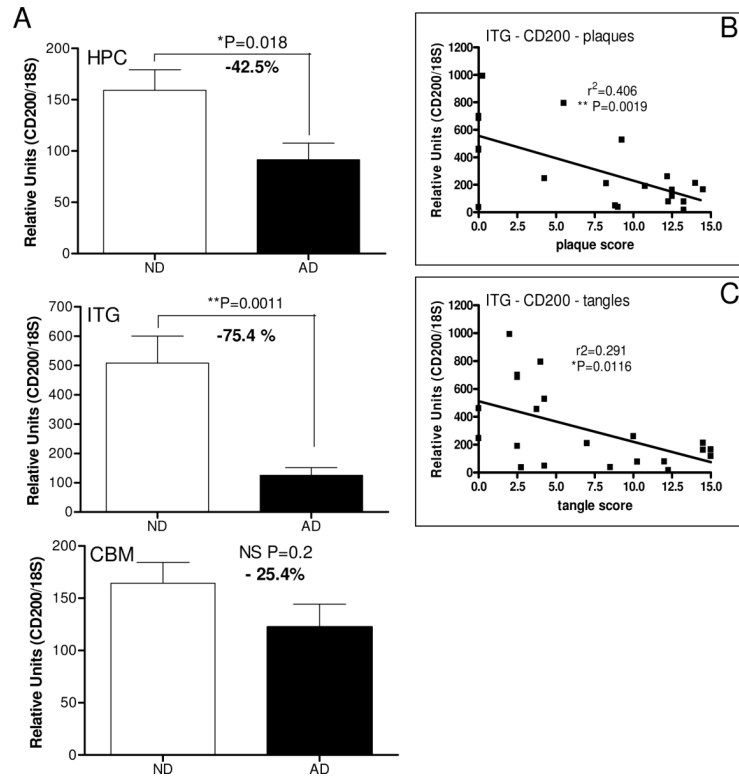 A
HPC
*P=0.018
-42.5%
Relative Units (CD200/18S)
200
150
100
50
0
ND AD
ITG
**P=0.0011
-75.4 %
Relative Units (CD200/18S)
700
600
500
400
300
200
100
0
ND AD
CBM
NS P=0.2
- 25.4%
Relative Units (CD200/18S)
200
150
100
50
0
ND AD
B
ITG - CD200 - plaques
r²=0.406
** P=0.0019
Relative Units (CD200/18S)
1200
1000
800
600
400
200
0
0.0 2.5 5.0 7.5 10.0 12.5 15.0
plaque score
C
ITG - CD200 - tangles
r2=0.291
*P=0.0116
Relative Units (CD200/18S)
1200
1000
800
600
400
200
0
0.0 2.5 5.0 7.5 10.0 12.5 15.0
tangle score